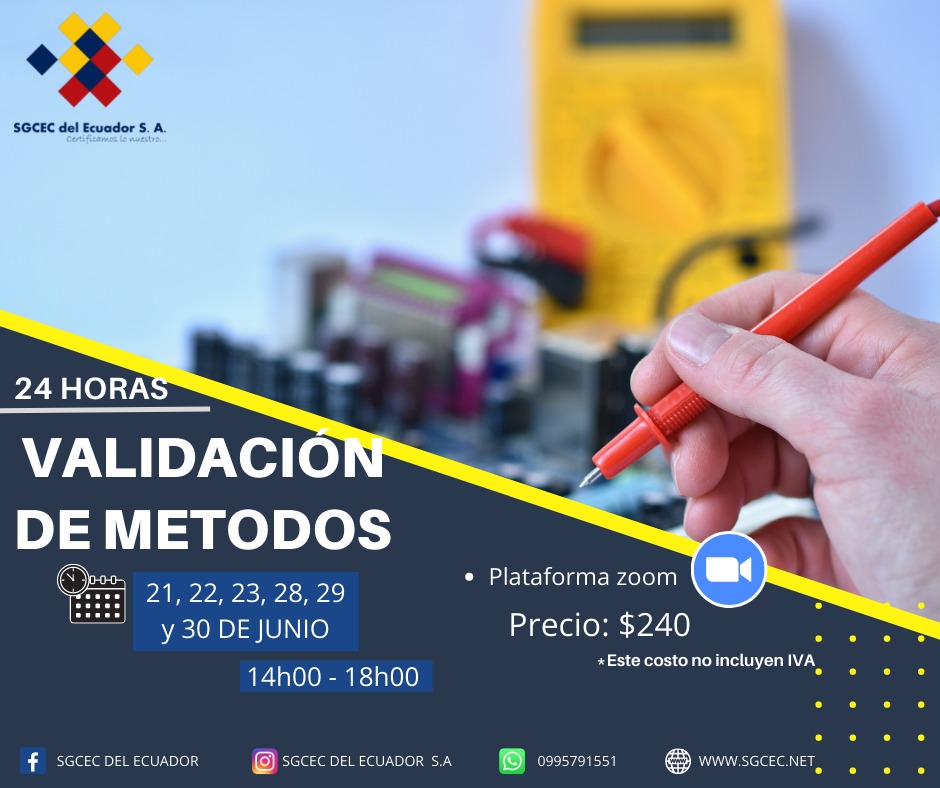 SGCEC del Ecuador S. A.
Certificamos lo nuestro...
24 HORAS
VALIDACIÓN
DE METODOS
21, 22, 23, 28, 29
y 30 DE JUNIO
14h00 - 18h00
• Plataforma zoom
Precio: $240
*Este costo no incluyen IVA
SGCEC DEL ECUADOR
SGCEC DEL ECUADOR S.A
0995791551
WWW.SGCEC.NET